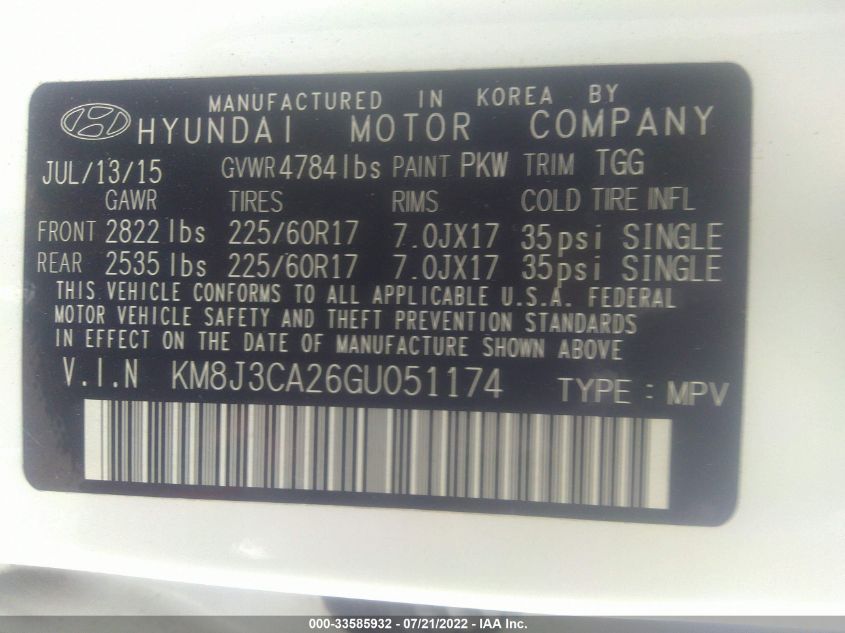 MANUFACTURED IN KOREA BY
HYUNDAI MOTOR COMPANY
JUL/13/15 GVWR 4784 lbs PAINT PKW TRIM TGG
GAWR TIRES RIMS COLD TIRE INFL
FRONT 2822 lbs 225/60R17 7.0JX17 35psi SINGLE
REAR 2535 lbs 225/60R17 7.0JX17 35psi SINGLE
THIS VEHICLE CONFORMS TO ALL APPLICABLE U.S.A. FEDERAL
MOTOR VEHICLE SAFETY AND THEFT PREVENTION STANDARDS
IN EFFECT ON THE DATE OF MANUFACTURE SHOWN ABOVE
V.I.N KM8J3CA26GU051174 TYPE : MPV
000-33585932 - 07/21/2022 - IAA Inc.